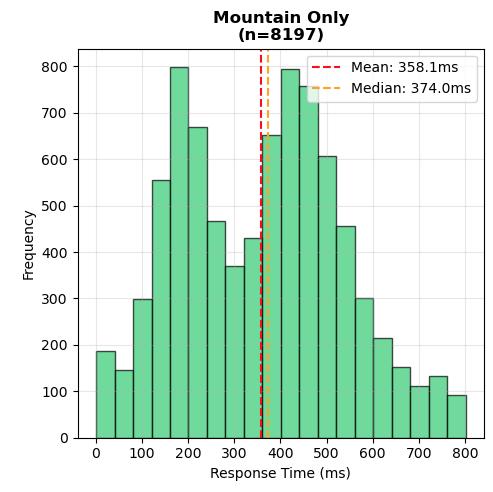 Mountain Only
(n=8197)
Mean: 358.1ms
Median: 374.0ms
Frequency
800
700
600
500
400
300
200
100
0
0 100 200 300 400 500 600 700 800
Response Time (ms)